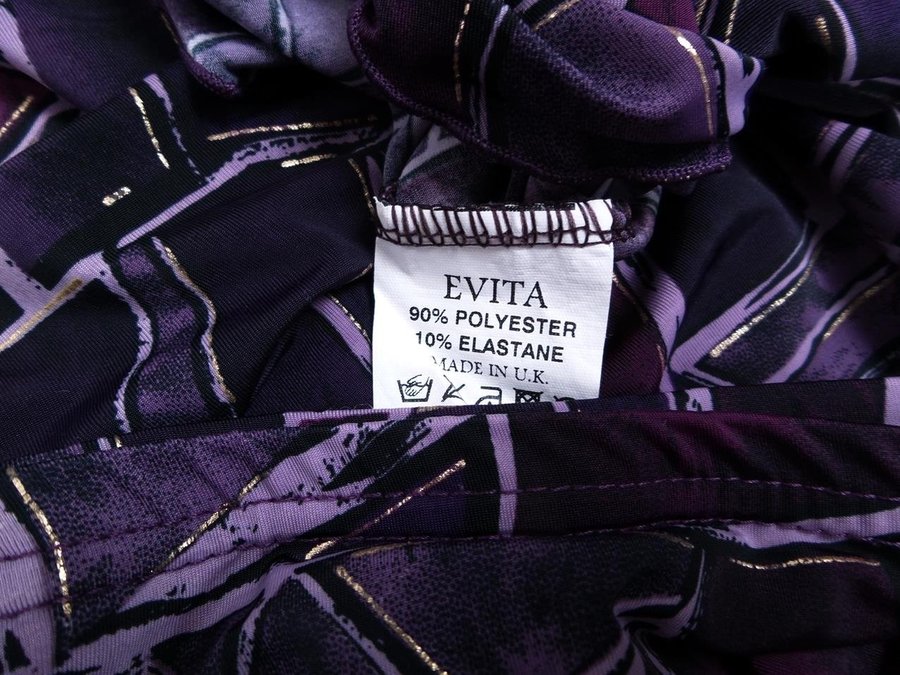 EVITA
90% POLYESTER
10% ELASTANE
MADE IN U.K.